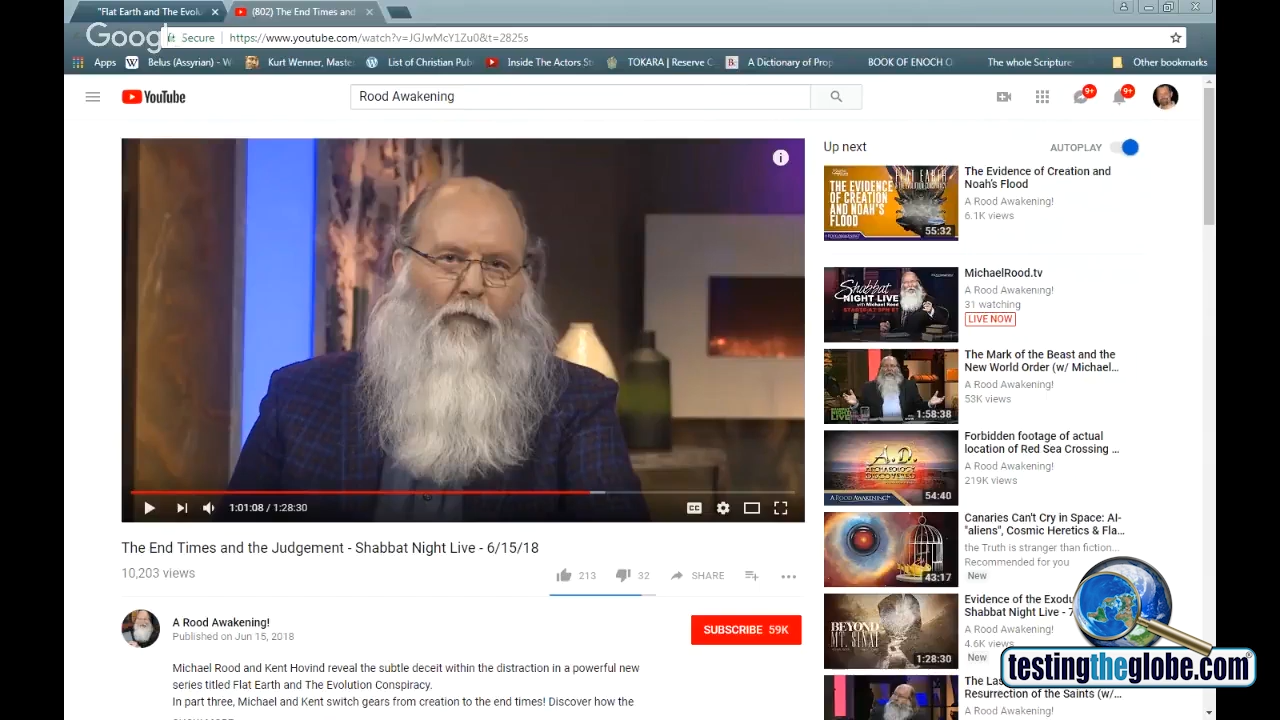 "Flat Earth and The Evolu
(802) The End Times and
Goog
Secure https://www.youtube.com/watch?v=JGJwMcY1Zu0&t=2825s
Apps Belus (Assyrian) - W Kurt Wenner, Maste List of Christian Pub Inside The Actors St TOKARA | Reserve C A Dictionary of Prop BOOK OF ENOCH The whole Scripture Other bookmarks
YouTube
Rood Awakening
9+
9+
Up next
AUTOPLAY
THE EVIDENCE
OF CREATION
AND NOAH'S
FLOOD
FLAT EARTH
55:32
The Evidence of Creation and
Noah's Flood
A Rood Awakening!
6.1K views
Shabbat
NIGHT LIVE
with Michael Rood
MichaelRood.tv
A Rood Awakening!
31 watching
LIVE NOW
1:58:38
The Mark of the Beast and the
New World Order (w/ Michael...
A Rood Awakening!
53K views
A.D.
54:40
Forbidden footage of actual
location of Red Sea Crossing ...
A Rood Awakening!
219K views
43:17
Canaries Can't Cry in Space: AI-
"aliens", Cosmic Heretics & Fla...
the Truth is stranger than fiction...
Recommended for you
New
BEYOND
MT. SINAI
1:28:30
Evidence of the Exodu
Shabbat Night Live - 7
A Rood Awakening!
4.6K views
New
The Las
Resurrection of the Saints (w/...
A Rood Awakening!
1:01:08 / 1:28:30
CC
The End Times and the Judgement - Shabbat Night Live - 6/15/18
10,203 views
213 32 SHARE
A Rood Awakening!
Published on Jun 15, 2018
SUBSCRIBE 59K
Michael Rood and Kent Hovind reveal the subtle deceit within the distraction in a powerful new
series titled Flat Earth and The Evolution Conspiracy.
In part three, Michael and Kent switch gears from creation to the end times! Discover how the
testingtheglobe.com